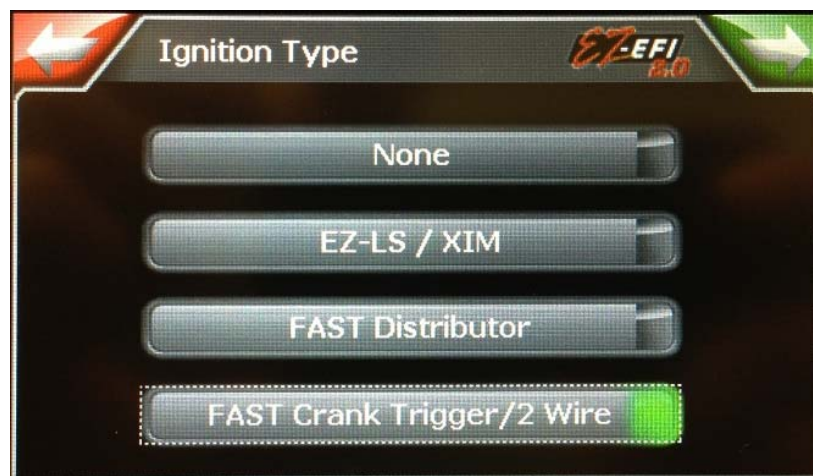 Ignition Type
EZ-EFI
2.0
None
EZ-LS / XIM
FAST Distributor
FAST Crank Trigger/2 Wire